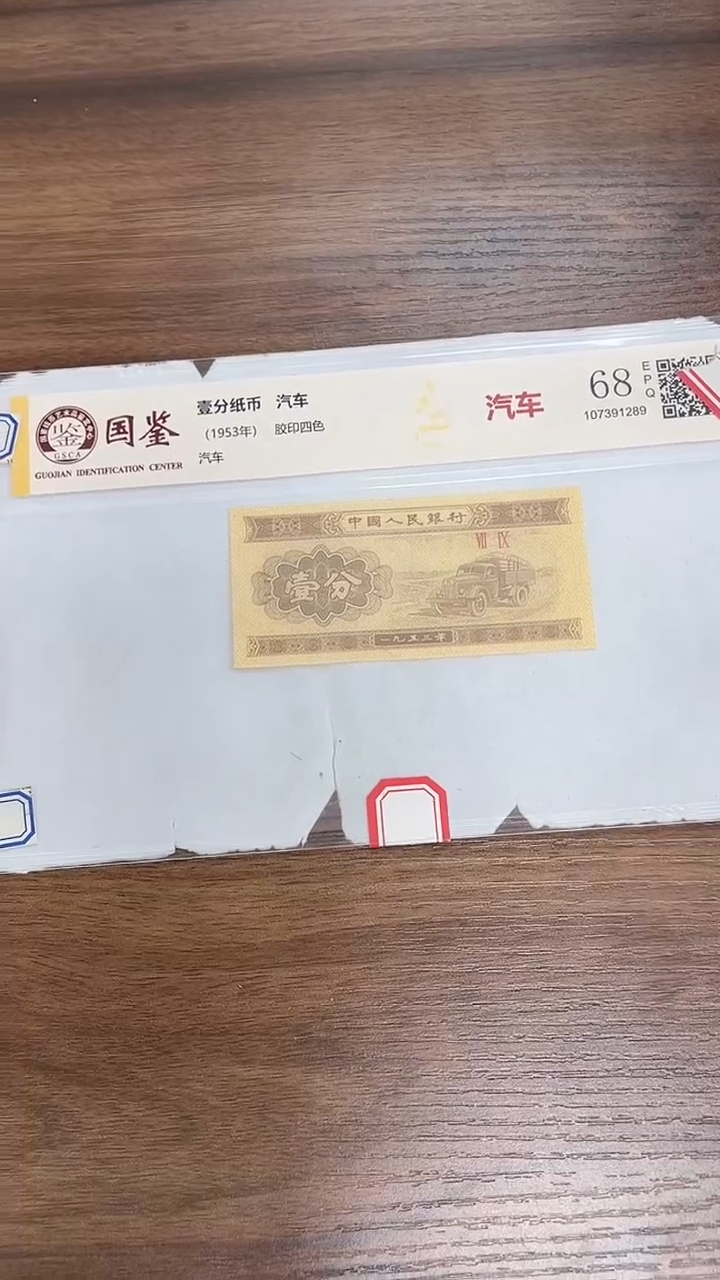 国鉴
GSCA
GUOJIAN IDENTIFICATION CENTER
壹分纸币 汽车
(1953年) 胶印四色
汽车
汽车
68
EPQ
107391289
中國人民銀行
VII IX
壹分
一九五三年